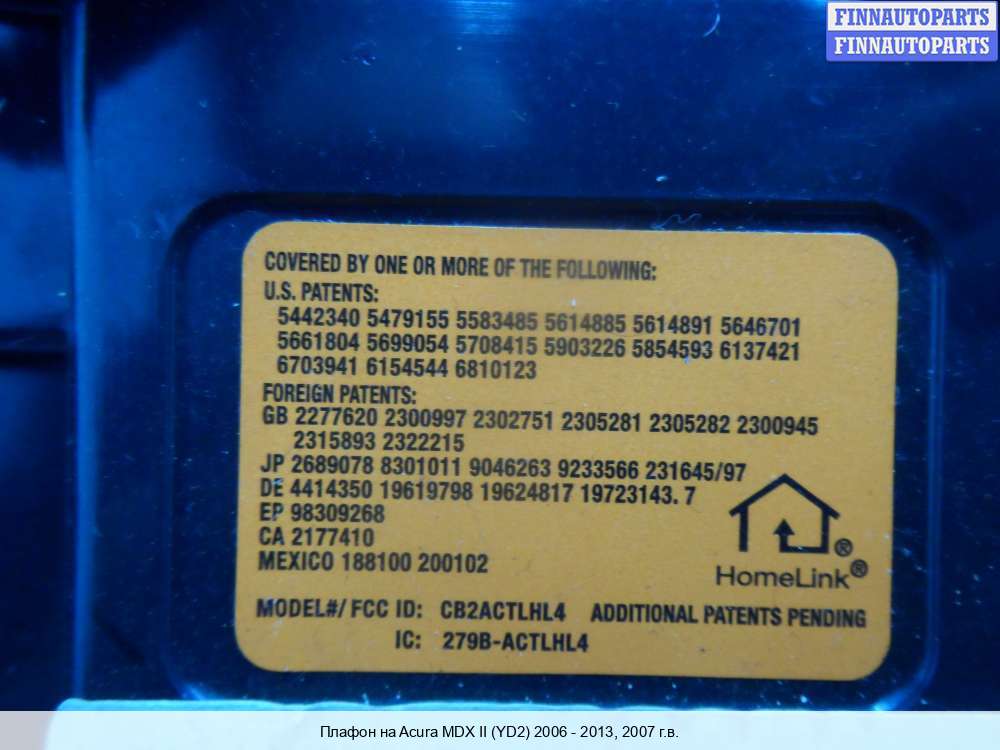 FINNAUTOPARTS
FINNAUTOPARTS
COVERED BY ONE OR MORE OF THE FOLLOWING:
U.S. PATENTS:
5442340 5479155 5583485 5614885 5614891 5646701
5661804 5699054 5708415 5903226 5854593 6137421
6703941 6154544 6810123
FOREIGN PATENTS:
GB 2277620 2300997 2302751 2305281 2305282 2300945
2315893 2322215
JP 2689078 8301011 9046263 9233566 231645/97
DE 4414350 19619798 19624817 19723143.7
EP 98309268
CA 2177410
MEXICO 188100 200102
HomeLink®
MODEL#/ FCC ID: CB2ACTLHL4 ADDITIONAL PATENTS PENDING
IC: 279B-ACTLHL4
Плафон на Acura MDX II (YD2) 2006 - 2013, 2007 г.в.